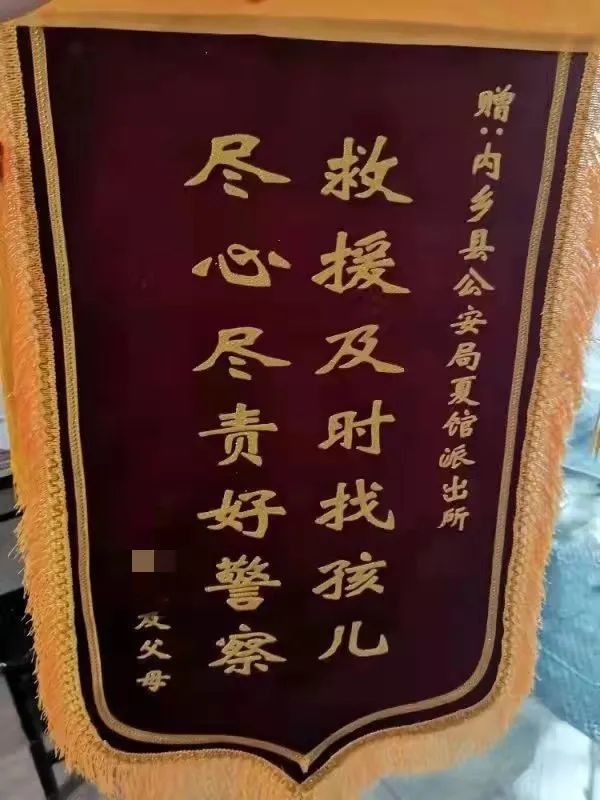 赠:内乡县公安局夏馆派出所
救援及时找孩儿
尽心尽责好警察
及父母